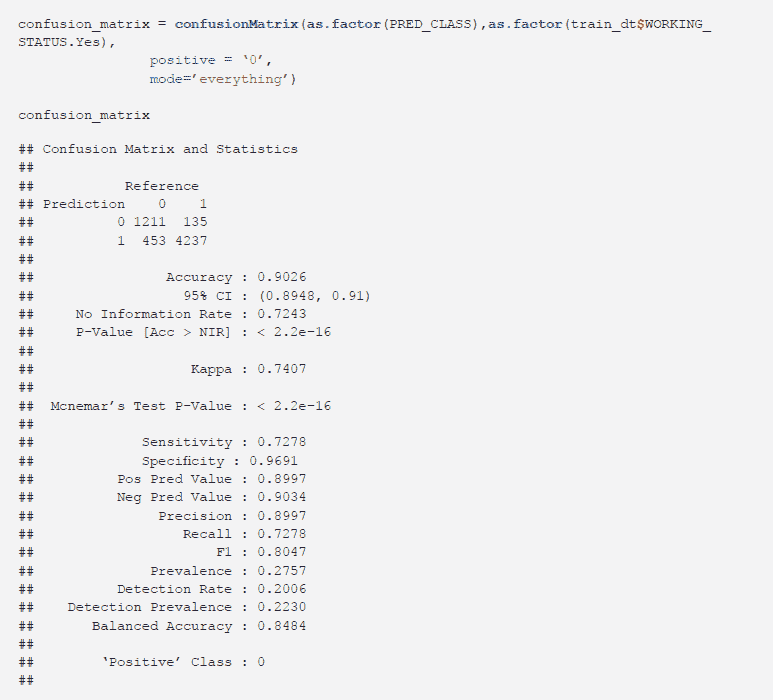 confusion_matrix = confusionMatrix(as.factor(PRED_CLASS),as.factor(train_dt$WORKING_
STATUS.Yes),
positive = ‘0’,
mode=’everything’)
confusion_matrix
## Confusion Matrix and Statistics
##
## Reference
## Prediction 0 1
## 0 1211 135
## 1 453 4237
##
## Accuracy : 0.9026
## 95% CI : (0.8948, 0.91)
## No Information Rate : 0.7243
## P-Value [Acc > NIR] : < 2.2e-16
##
## Kappa : 0.7407
##
## Mcnemar’s Test P-Value : < 2.2e-16
##
## Sensitivity : 0.7278
## Specificity : 0.9691
## Pos Pred Value : 0.8997
## Neg Pred Value : 0.9034
## Precision : 0.8997
## Recall : 0.7278
## F1 : 0.8047
## Prevalence : 0.2757
## Detection Rate : 0.2006
## Detection Prevalence : 0.2230
## Balanced Accuracy : 0.8484
##
## ‘Positive’ Class : 0
##